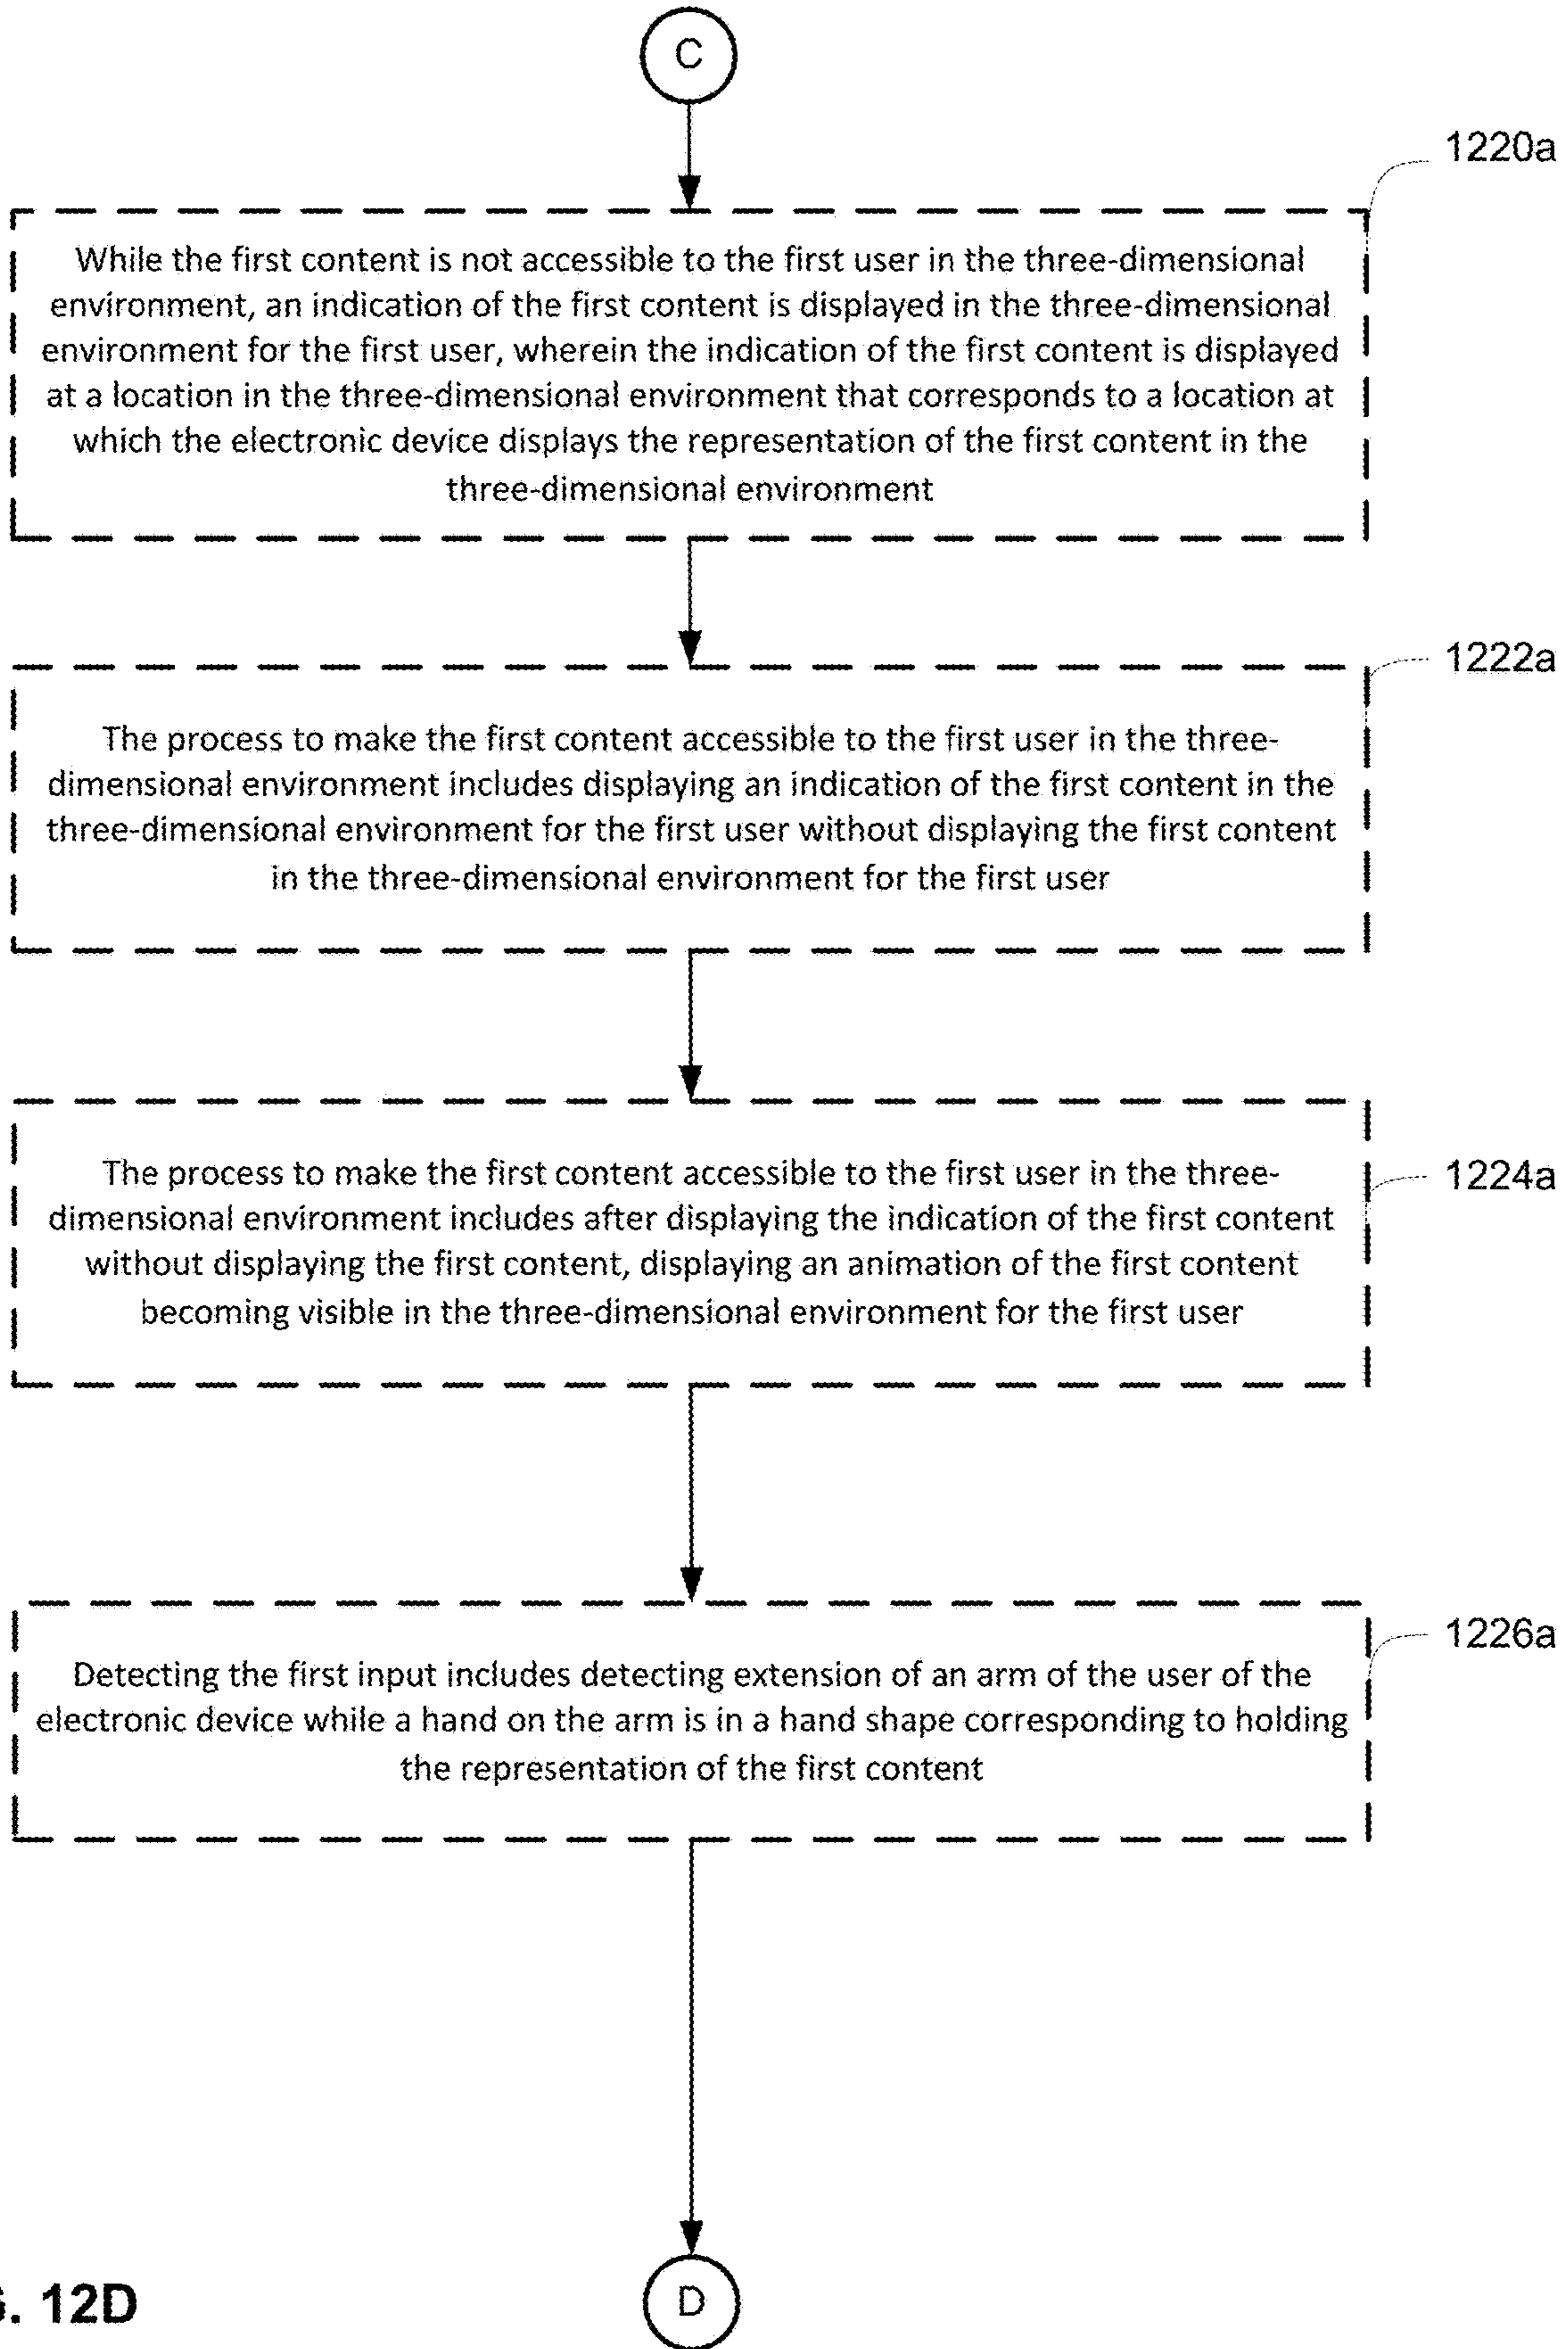 C
1220a
While the first content is not accessible to the first user in the three-dimensional
environment, an indication of the first content is displayed in the three-dimensional
environment for the first user, wherein the indication of the first content is displayed
at a location in the three-dimensional environment that corresponds to a location at
which the electronic device displays the representation of the first content in the
three-dimensional environment
1222a
The process to make the first content accessible to the first user in the three-
dimensional environment includes displaying an indication of the first content in the
three-dimensional environment for the first user without displaying the first content
in the three-dimensional environment for the first user
1224a
The process to make the first content accessible to the first user in the three-
dimensional environment includes after displaying the indication of the first content
without displaying the first content, displaying an animation of the first content
becoming visible in the three-dimensional environment for the first user
1226a
Detecting the first input includes detecting extension of an arm of the user of the
electronic device while a hand on the arm is in a hand shape corresponding to holding
the representation of the first content
12D
D